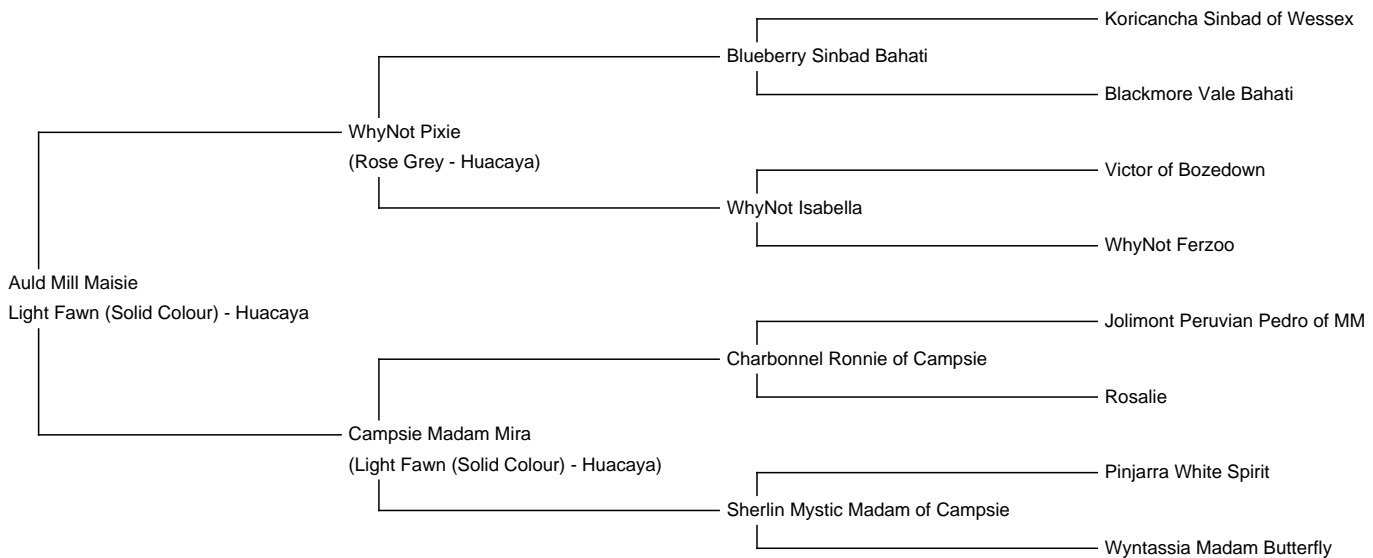 Koricancha Sinbad of Wessex
Blueberry Sinbad Bahati
Blackmore Vale Bahati
WhyNot Pixie
(Rose Grey - Huacaya)
Victor of Bozedown
WhyNot Isabella
WhyNot Ferzoo
Auld Mill Maisie
Light Fawn (Solid Colour) - Huacaya
Jolimont Peruvian Pedro of MM
Charbonnel Ronnie of Campsie
Rosalie
Campsie Madam Mira
(Light Fawn (Solid Colour) - Huacaya)
Pinjarra White Spirit
Sherlin Mystic Madam of Campsie
Wyntassia Madam Butterfly